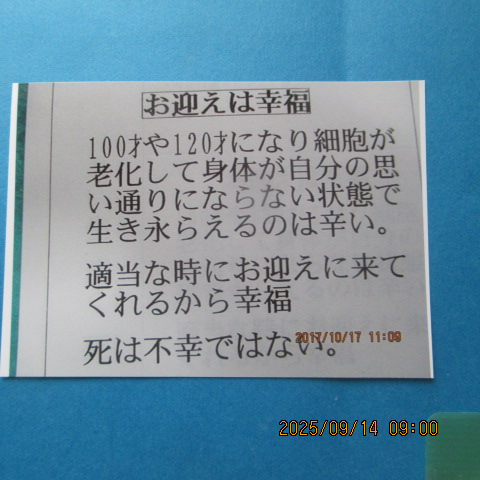 お迎えは幸福
100才や120才になり細胞が
老化して身体が自分の思
い通りにならない状態で
生き永らえるのは辛い。
適当な時にお迎えに来て
くれるから幸福
死は不幸ではない。
2017/10/17 11:09
2025/09/14 09:00